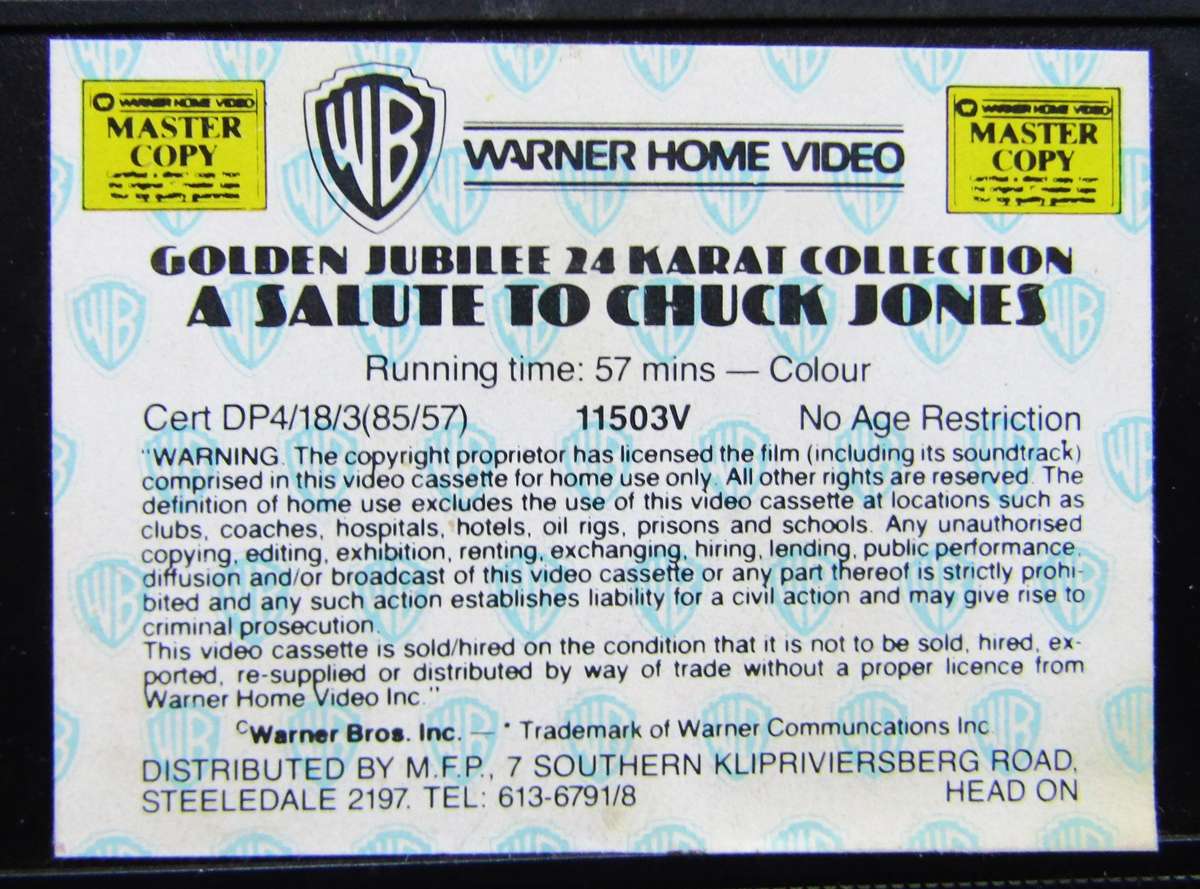 WB
WARNER HOME VIDEO
WARNER HOME VIDEO
MASTER
COPY
WARNER HOME VIDEO
MASTER
COPY
GOLDEN JUBILEE 24 KARAT COLLECTION
A SALUTE TO CHUCK JONES
Running time: 57 mins — Colour
Cert DP4/18/3(85/57) 11503V No Age Restriction
"WARNING. The copyright proprietor has licensed the film (including its soundtrack)
comprised in this video cassette for home use only. All other rights are reserved. The
definition of home use excludes the use of this video cassette at locations such as
clubs, coaches, hospitals, hotels, oil rigs, prisons and schools. Any unauthorised
copying, editing, exhibition, renting, exchanging, hiring, lending, public performance,
diffusion and/or broadcast of this video cassette or any part thereof is strictly prohi-
bited and any such action establishes liability for a civil action and may give rise to
criminal prosecution.
This video cassette is sold/hired on the condition that it is not to be sold, hired, ex-
ported, re-supplied or distributed by way of trade without a proper licence from
Warner Home Video Inc."
©Warner Bros. Inc. — * Trademark of Warner Communcations Inc.
DISTRIBUTED BY M.F.P., 7 SOUTHERN KLIPRIVIERSBERG ROAD,
STEELEDALE 2197. TEL: 613-6791/8 HEAD ON